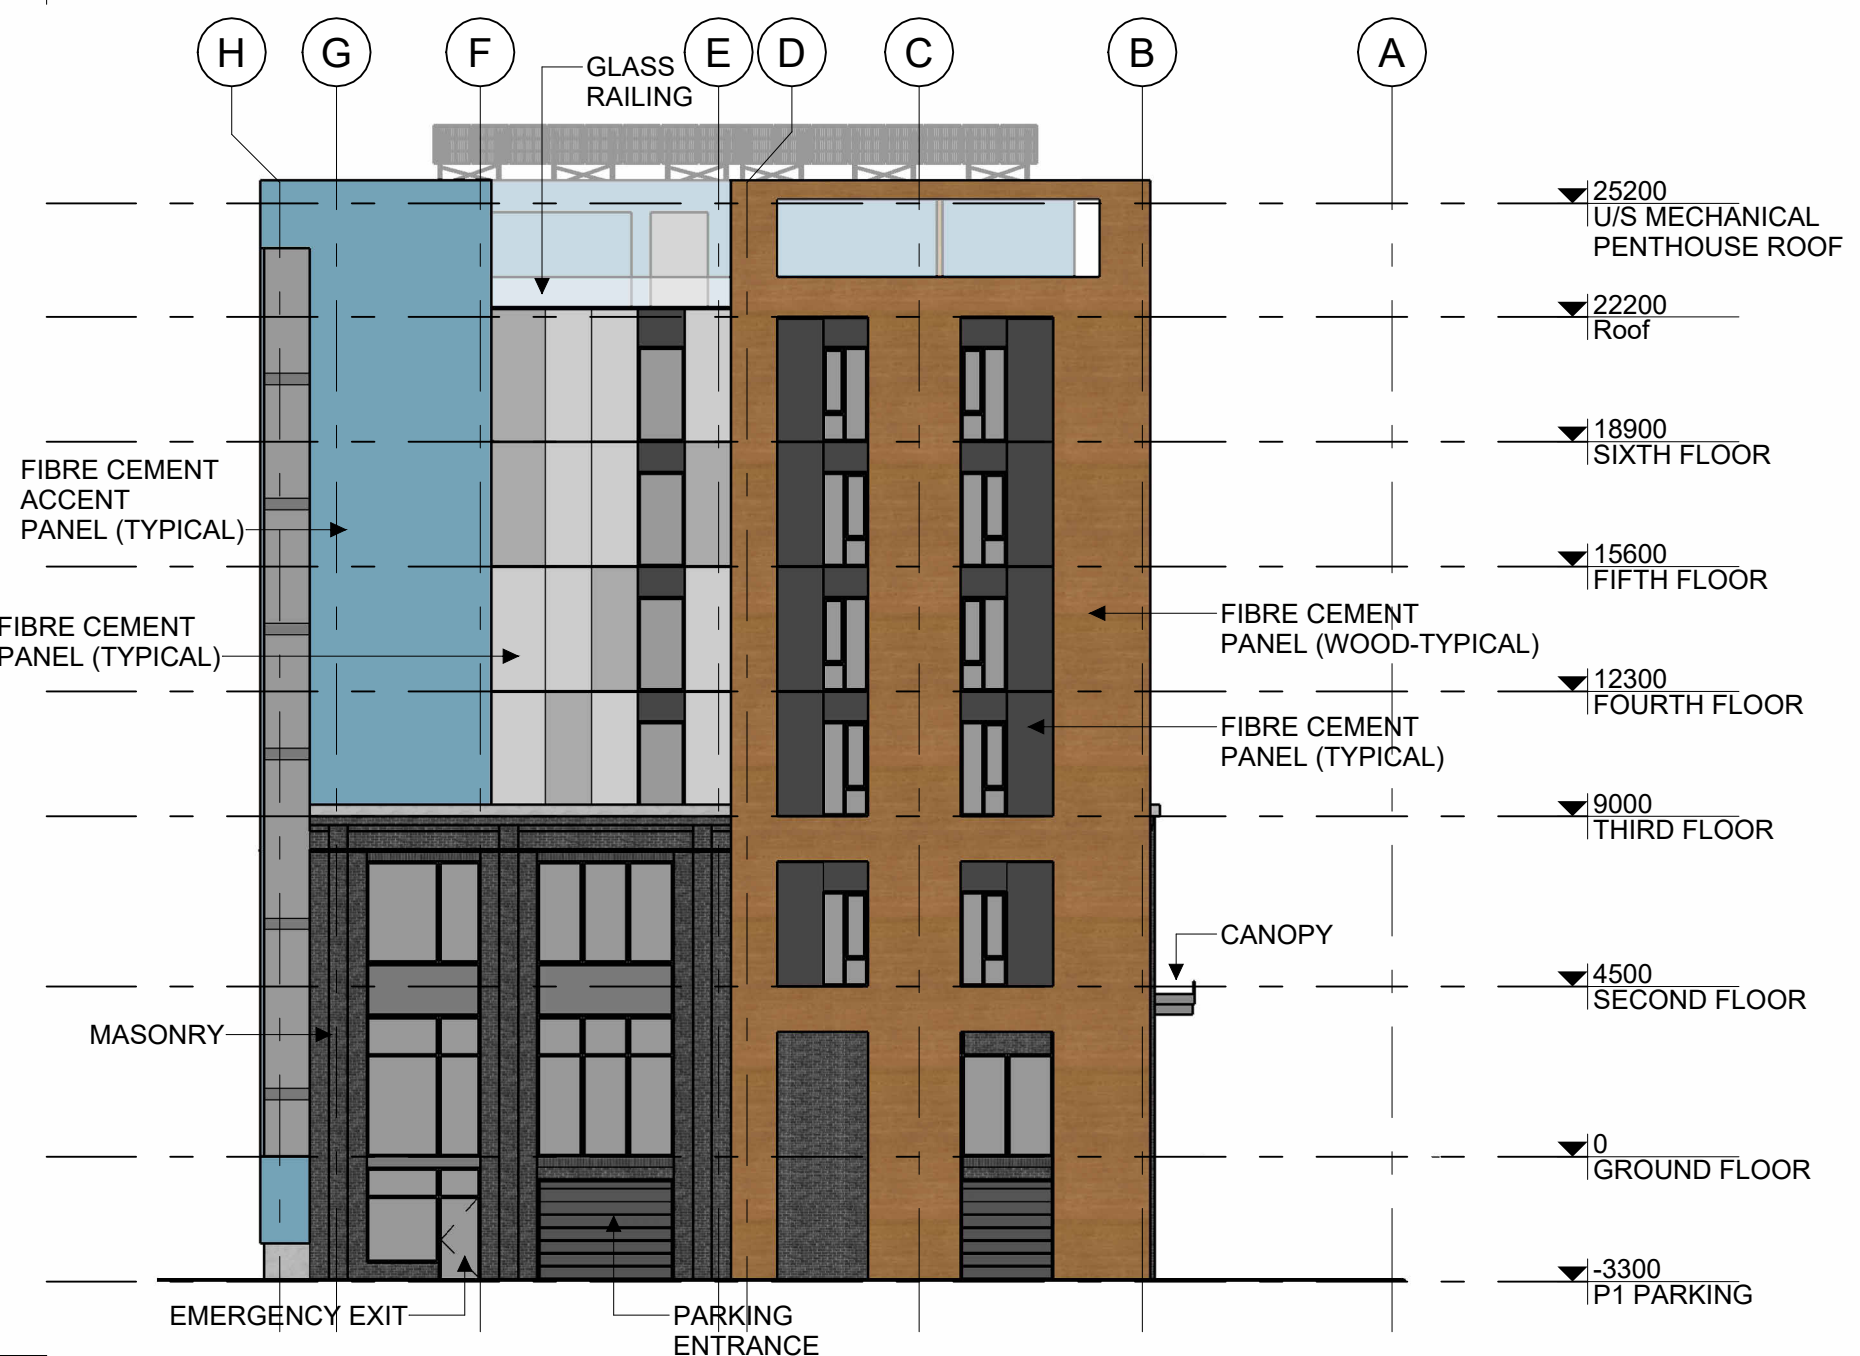 H G F E D C B A
GLASS
RAILING
25200
U/S MECHANICAL
PENTHOUSE ROOF
22200
Roof
18900
SIXTH FLOOR
FIBRE CEMENT
ACCENT
PANEL (TYPICAL)
15600
FIFTH FLOOR
FIBRE CEMENT
PANEL (WOOD-TYPICAL)
FIBRE CEMENT
PANEL (TYPICAL)
12300
FOURTH FLOOR
FIBRE CEMENT
PANEL (TYPICAL)
9000
THIRD FLOOR
CANOPY
4500
SECOND FLOOR
MASONRY
0
GROUND FLOOR
-3300
P1 PARKING
EMERGENCY EXIT
PARKING
ENTRANCE